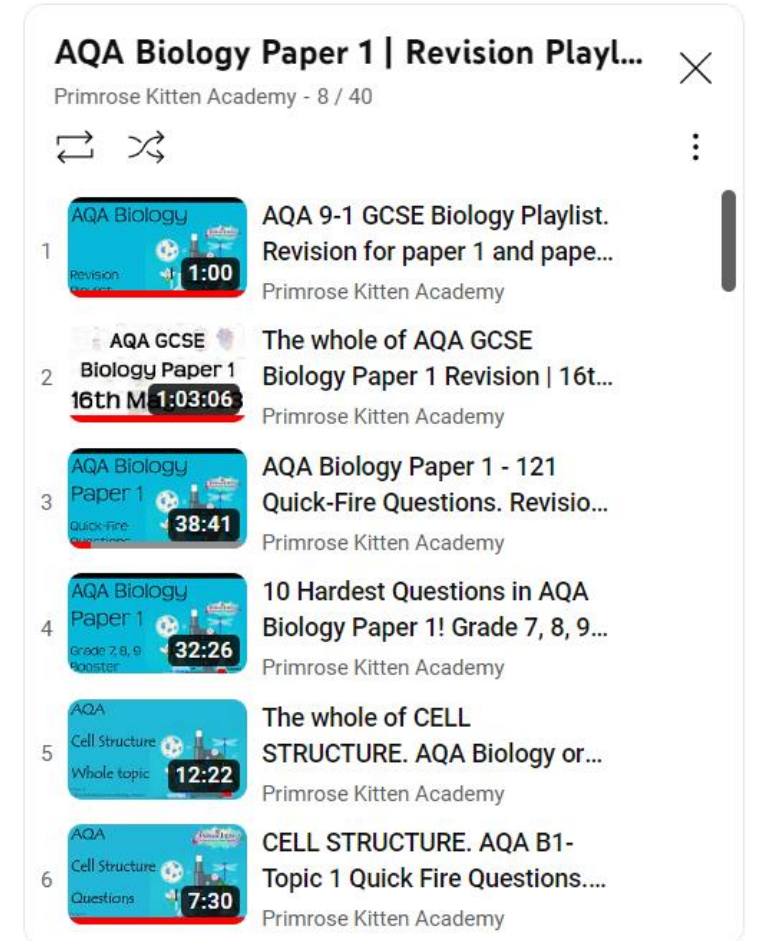 AQA Biology Paper 1 | Revision Playl...
Primrose Kitten Academy - 8 / 40
1
AQA Biology
Revision
1:00
AQA 9-1 GCSE Biology Playlist.
Revision for paper 1 and pape...
Primrose Kitten Academy
2
AQA GCSE
Biology Paper 1
16th
1:03:06
The whole of AQA GCSE
Biology Paper 1 Revision | 16t...
Primrose Kitten Academy
3
AQA Biology
Paper 1
Quick-Fire
38:41
AQA Biology Paper 1 - 121
Quick-Fire Questions. Revisio...
Primrose Kitten Academy
4
AQA Biology
Paper 1
Grade 7, 8, 9
Booster
32:26
10 Hardest Questions in AQA
Biology Paper 1! Grade 7, 8, 9...
Primrose Kitten Academy
5
AQA
Cell Structure
Whole topic
12:22
The whole of CELL
STRUCTURE. AQA Biology or...
Primrose Kitten Academy
6
AQA
Cell Structure
Questions
7:30
CELL STRUCTURE. AQA B1-
Topic 1 Quick Fire Questions....
Primrose Kitten Academy